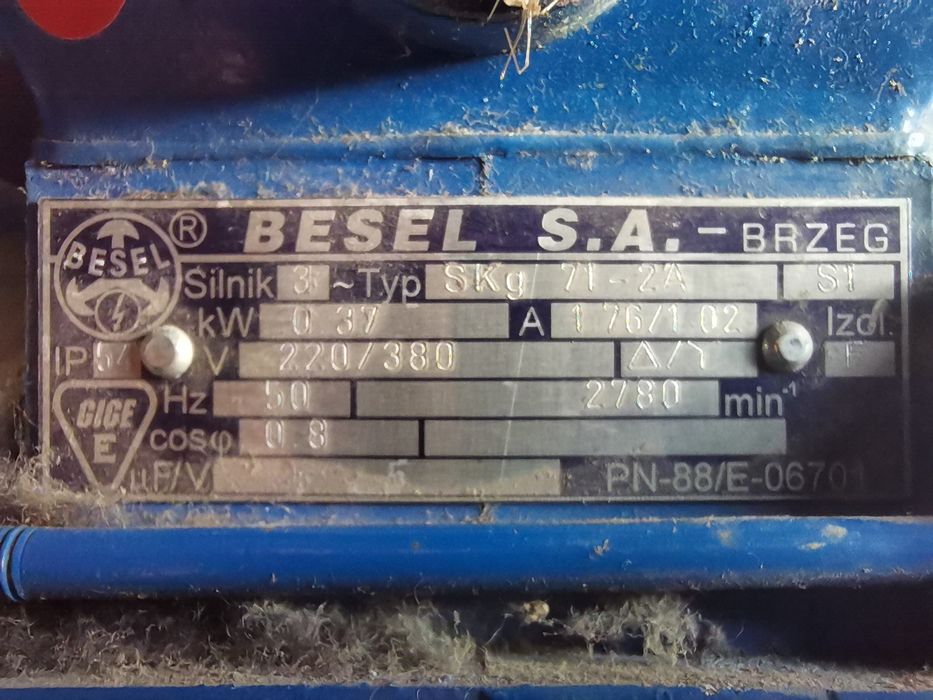 ® BESEL S.A. - BRZEG
BESEL
Silnik 3 ~ Typ SKg 71-2A S1
kW 0.37 A 1.76/1.02 Izol.
IP V 220/380 Δ/Y F
Hz 50 2780 min⁻¹
GIGE E
cosφ 0.8
µF/V PN-88/E-06701